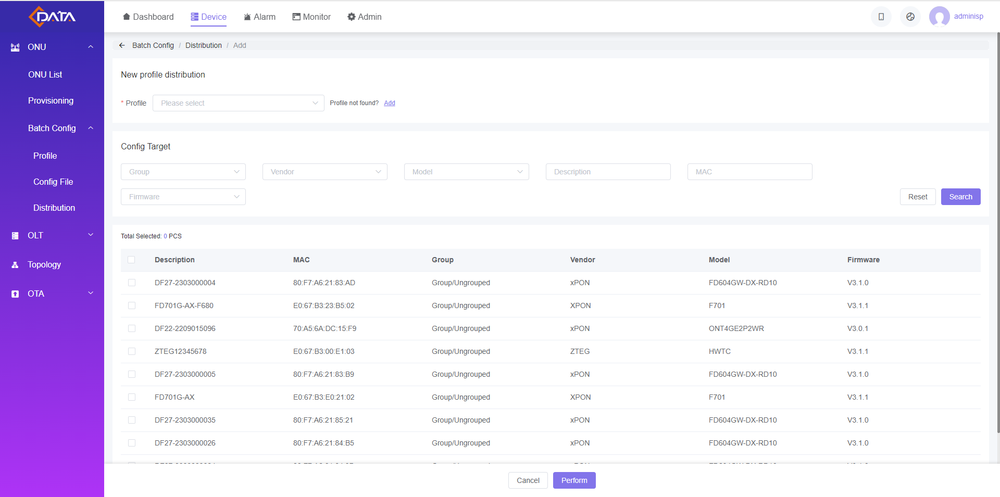 DATA
Dashboard
Device
Alarm
Monitor
Admin
adminisp
ONU
ONU List
Provisioning
Batch Config
Profile
Config File
Distribution
OLT
Topology
OTA
Batch Config / Distribution / Add
New profile distribution
* Profile Please select Profile not found? Add
Config Target
Group Vendor Model Description MAC
Firmware
Reset Search
Total Selected: 0 PCS
Description MAC Group Vendor Model Firmware
DF27-2303000004 80:F7:A6:21:83:AD Group/Ungrouped xPON FD604GW-DX-RD10 V3.1.0
FD701G-AX-F680 E0:67:B3:23:B5:02 Group/Ungrouped XPON F701 V3.1.1
DF22-2209015096 70:A5:6A:DC:15:F9 Group/Ungrouped xPON ONT4GE2P2WR V3.0.1
ZTEG12345678 E0:67:B3:00:E1:03 Group/Ungrouped ZTEG HWTC V3.1.1
DF27-2303000005 80:F7:A6:21:83:B9 Group/Ungrouped xPON FD604GW-DX-RD10 V3.1.0
FD701G-AX E0:67:B3:E0:21:02 Group/Ungrouped XPON F701 V3.1.1
DF27-2303000035 80:F7:A6:21:85:21 Group/Ungrouped xPON FD604GW-DX-RD10 V3.1.0
DF27-2303000026 80:F7:A6:21:84:B5 Group/Ungrouped xPON FD604GW-DX-RD10 V3.1.0
Cancel Perform